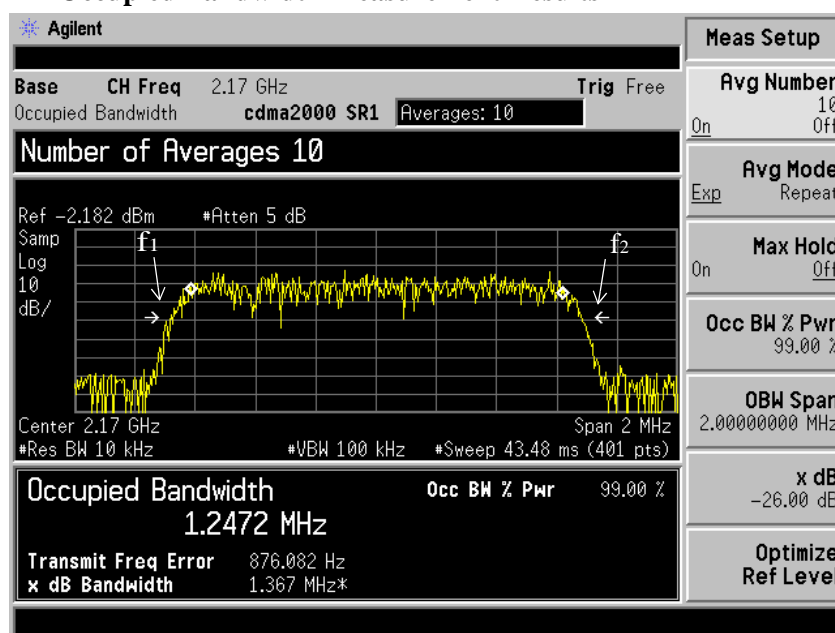 Agilent
Meas Setup
Base CH Freq 2.17 GHz Trig Free
Occupied Bandwidth cdma2000 SR1 Averages: 10
Number of Averages 10
Ref -2.182 dBm #Atten 5 dB
Samp
Log
10
dB/
f1
f2
Center 2.17 GHz Span 2 MHz
#Res BW 10 kHz #VBW 100 kHz #Sweep 43.48 ms (401 pts)
Occupied Bandwidth Occ BW % Pwr 99.00 %
1.2472 MHz
Transmit Freq Error 876.082 Hz
x dB Bandwidth 1.367 MHz*
Avg Number
10
On Off
Avg Mode
Exp Repeat
Max Hold
On Off
Occ BW % Pwr
99.00 %
OBW Span
2.00000000 MHz
x dB
-26.00 dB
Optimize
Ref Level